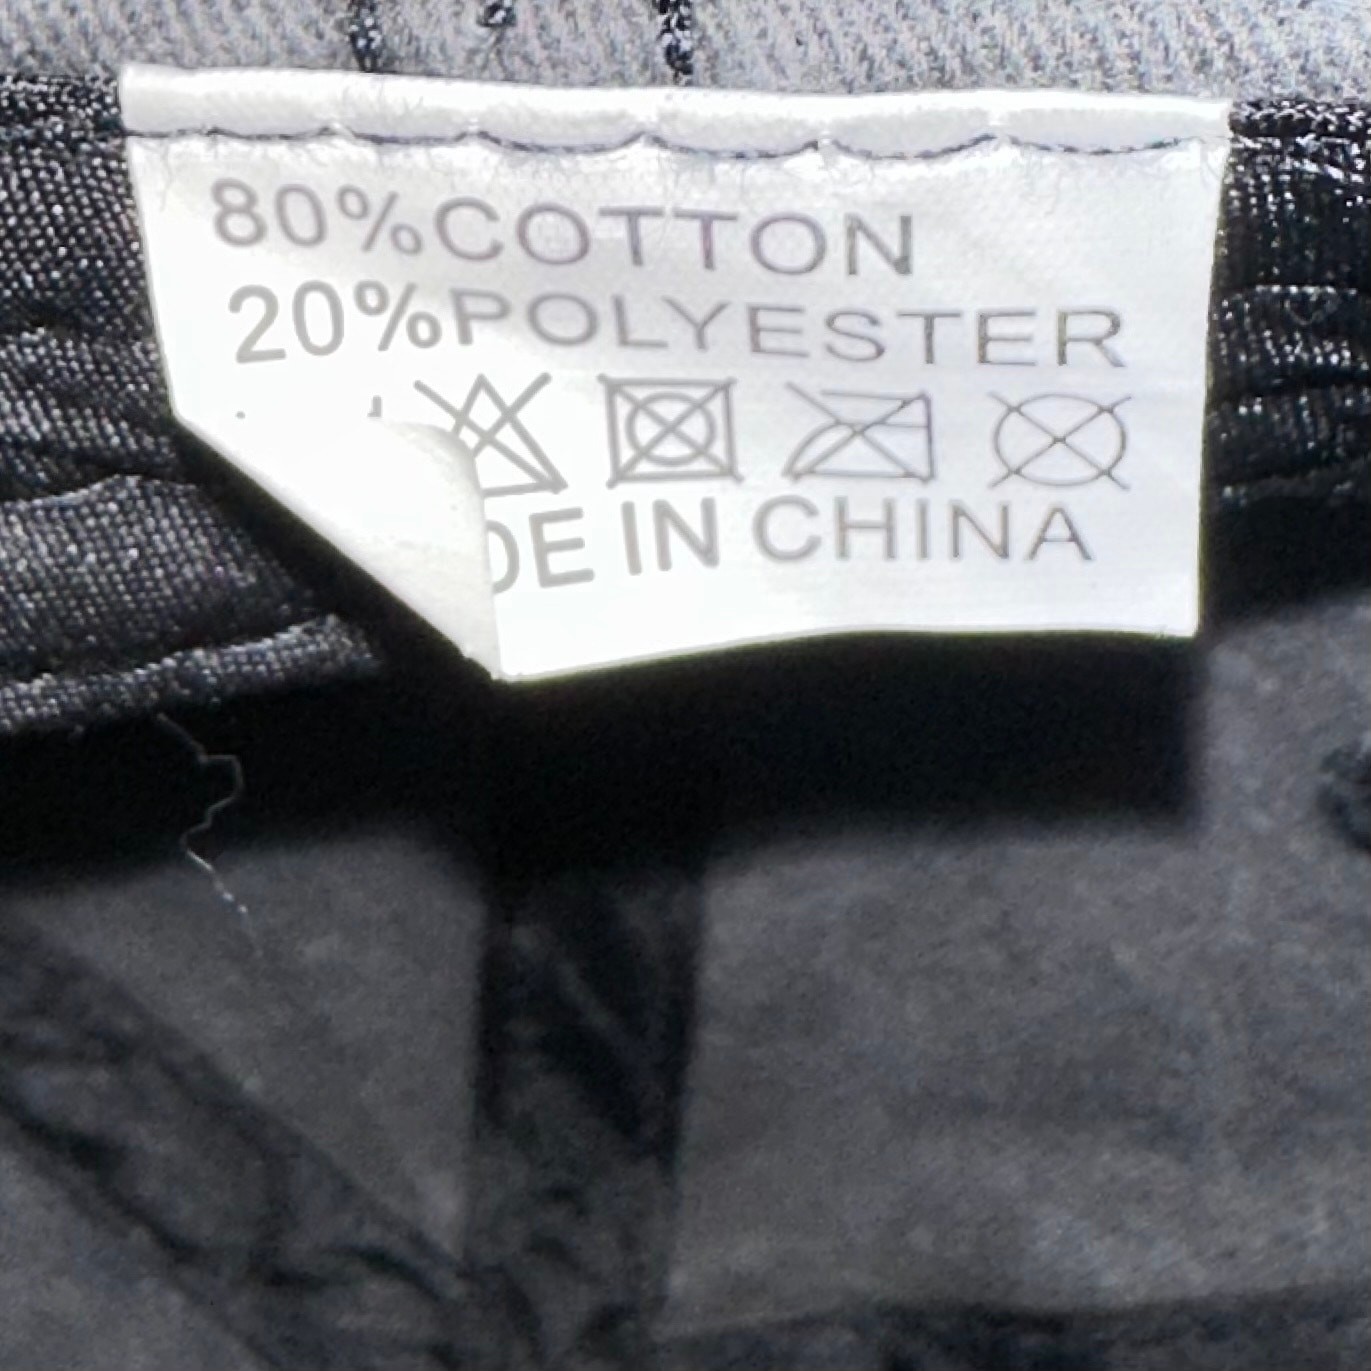 80%COTTON
20%POLYESTER
DE IN CHINA